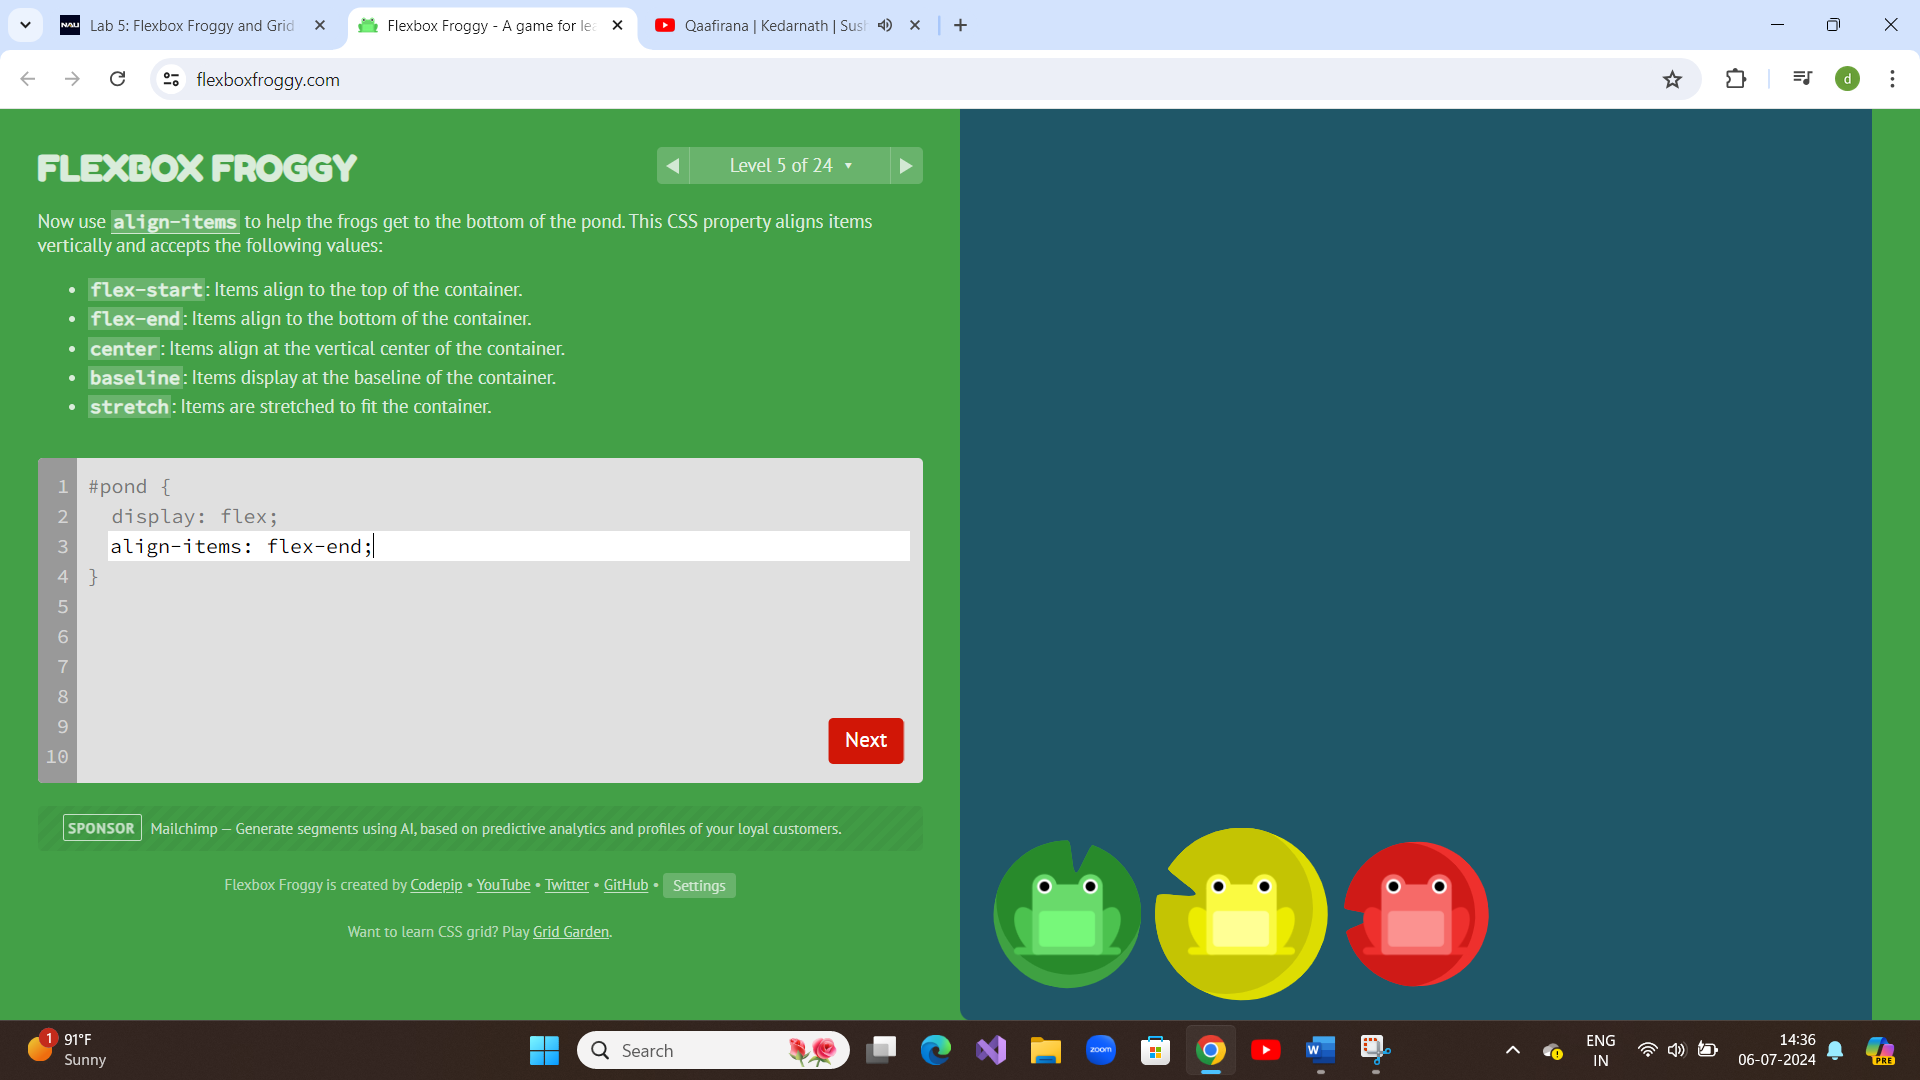 Lab 5: Flexbox Froggy and Grid
Flexbox Froggy - A game for lea
Qaafirana | Kedarnath | Sush
flexboxfroggy.com
d
FLEXBOX FROGGY
Level 5 of 24
Now use align-items to help the frogs get to the bottom of the pond. This CSS property aligns items
vertically and accepts the following values:
• flex-start: Items align to the top of the container.
• flex-end: Items align to the bottom of the container.
• center: Items align at the vertical center of the container.
• baseline: Items display at the baseline of the container.
• stretch: Items are stretched to fit the container.
1 #pond {
2 display: flex;
3 align-items: flex-end;
4 }
5
6
7
8
9
10
Next
SPONSOR Mailchimp — Generate segments using AI, based on predictive analytics and profiles of your loyal customers.
Flexbox Froggy is created by Codepip • YouTube • Twitter • GitHub • Settings
Want to learn CSS grid? Play Grid Garden.
1
91°F
Sunny
Search
zoom
W
ENG
IN
14:36
06-07-2024
PRE